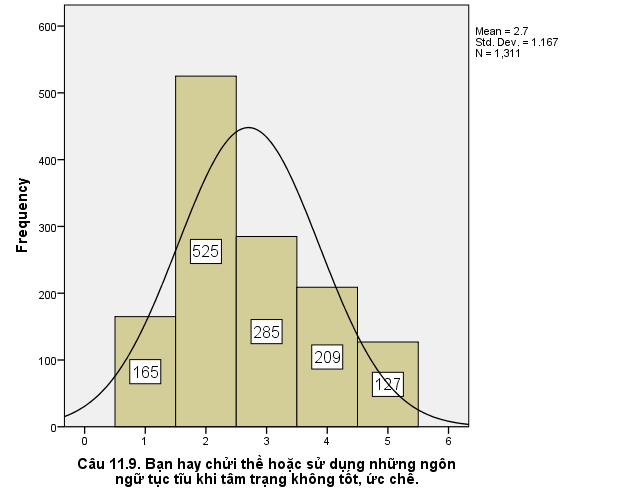 Mean = 2.7
Std. Dev. = 1.167
N = 1,311
Frequency
600
500
400
300
200
100
0
165
525
285
209
127
0 1 2 3 4 5 6
Câu 11.9. Bạn hay chửi thề hoặc sử dụng những ngôn
ngữ tục tĩu khi tâm trạng không tốt, ức chế.